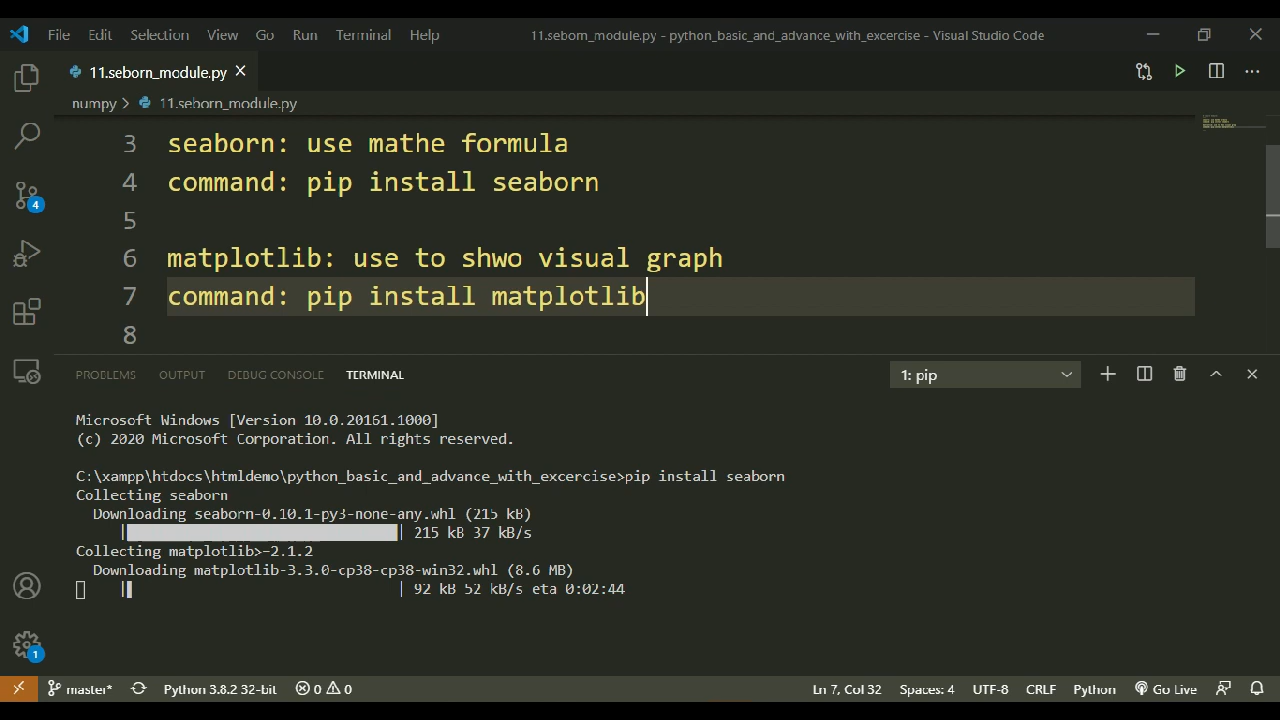 File Edit Selection View Go Run Terminal Help 11.seborn_module.py - python_basic_and_advance_with_excercise - Visual Studio Code
11.seborn_module.py
numpy > 11.seborn_module.py
3 seaborn: use mathe formula
4 command: pip install seaborn
5
6 matplotlib: use to shwo visual graph
7 command: pip install matplotlib
8
4
PROBLEMS OUTPUT DEBUG CONSOLE TERMINAL 1: pip
Microsoft Windows [Version 10.0.20161.1000]
(c) 2020 Microsoft Corporation. All rights reserved.
C:\xampp\htdocs\htmldemo\python_basic_and_advance_with_excercise>pip install seaborn
Collecting seaborn
Downloading seaborn-0.10.1-py3-none-any.whl (215 kB)
215 kB 37 kB/s
Collecting matplotlib>=2.1.2
Downloading matplotlib-3.3.0-cp38-cp38-win32.whl (8.6 MB)
92 kB 52 kB/s eta 0:02:44
1
master* Python 3.8.2 32-bit 0 0 Ln 7, Col 32 Spaces: 4 UTF-8 CRLF Python Go Live